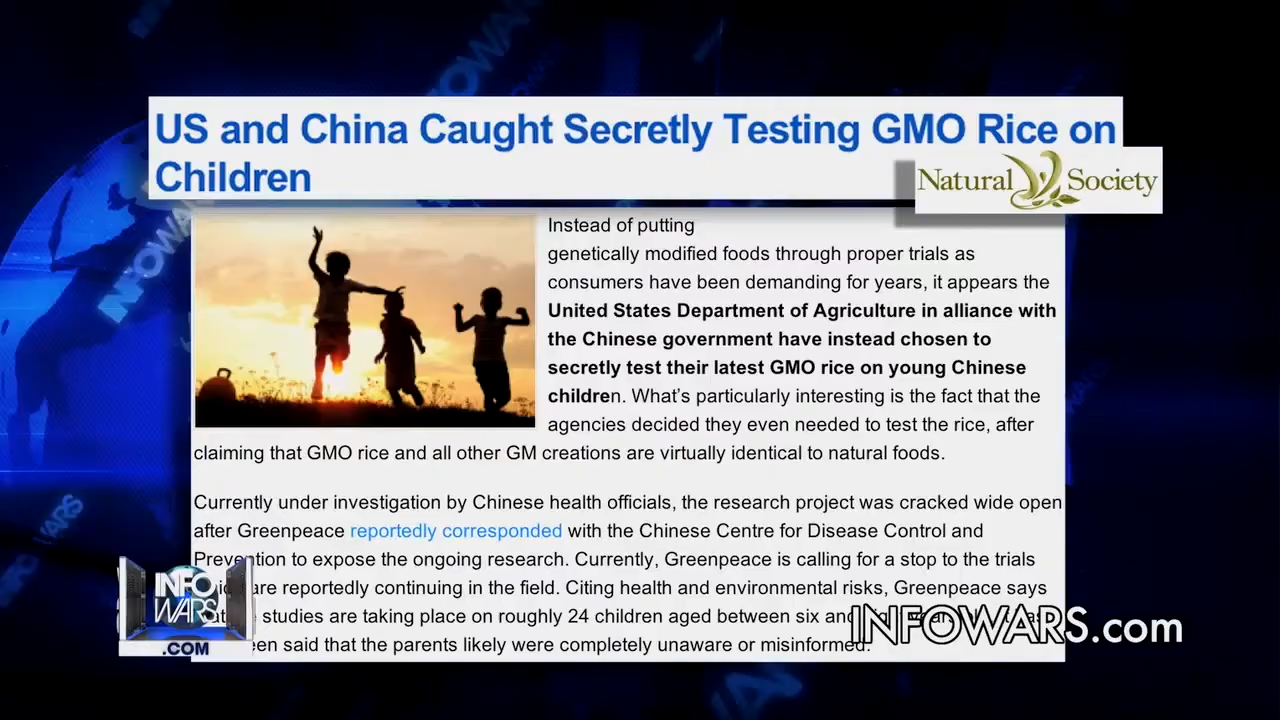 US and China Caught Secretly Testing GMO Rice on
Children
Natural Society
Instead of putting
genetically modified foods through proper trials as
consumers have been demanding for years, it appears the
United States Department of Agriculture in alliance with
the Chinese government have instead chosen to
secretly test their latest GMO rice on young Chinese
children. What's particularly interesting is the fact that the
agencies decided they even needed to test the rice, after
claiming that GMO rice and all other GM creations are virtually identical to natural foods.
Currently under investigation by Chinese health officials, the research project was cracked wide open
after Greenpeace reportedly corresponded with the Chinese Centre for Disease Control and
Prevention to expose the ongoing research. Currently, Greenpeace is calling for a stop to the trials
are reportedly continuing in the field. Citing health and environmental risks, Greenpeace says
studies are taking place on roughly 24 children aged between six and
said that the parents likely were completely unaware or misinformed.
INFO
WARS
.COM
INFOWARS.com
INFOWARS
INFOWARS
INFOWARS